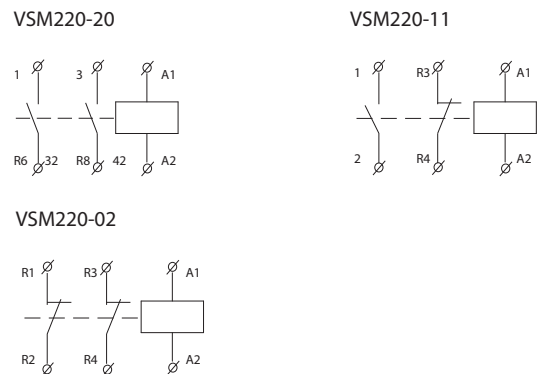 VSM220-20
VSM220-11
1 3 A1
1 R3 A1
R6 32 R8 42 A2
2 R4 A2
VSM220-02
R1 R3 A1
R2 R4 A2